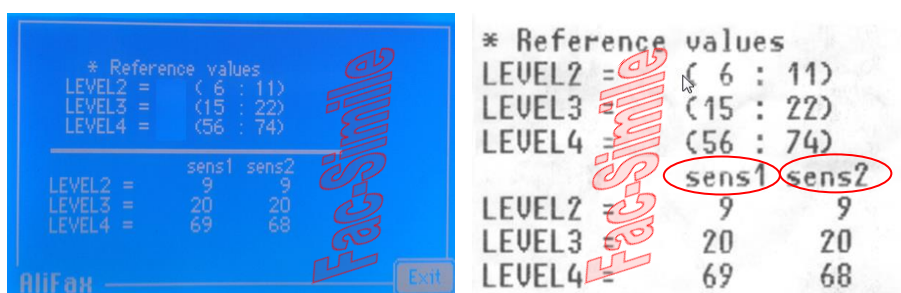 * Reference values
LEVEL2 = ( 6 : 11)
LEVEL3 = (15 : 22)
LEVEL4 = (56 : 74)
sens1 sens2
LEVEL2 = 9 9
LEVEL3 = 20 20
LEVEL4 = 69 68
AliFax
Exit
Fac-Simile
* Reference values
LEVEL2 = ( 6 : 11)
LEVEL3 = (15 : 22)
LEVEL4 = (56 : 74)
sens1 sens2
LEVEL2 = 9 9
LEVEL3 = 20 20
LEVEL4 = 69 68
Fac-Simile